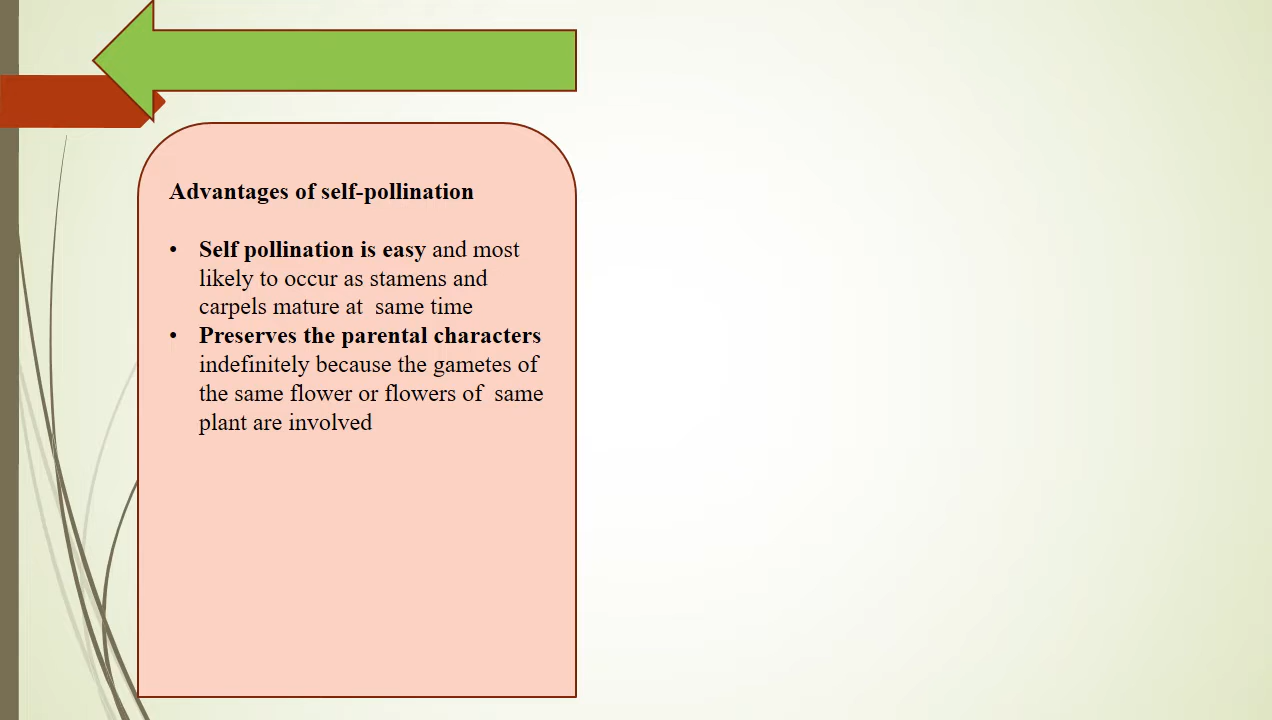 Advantages of self-pollination
• Self pollination is easy and most
likely to occur as stamens and
carpels mature at  same time
• Preserves the parental characters
indefinitely because the gametes of
the same flower or flowers of  same
plant are involved